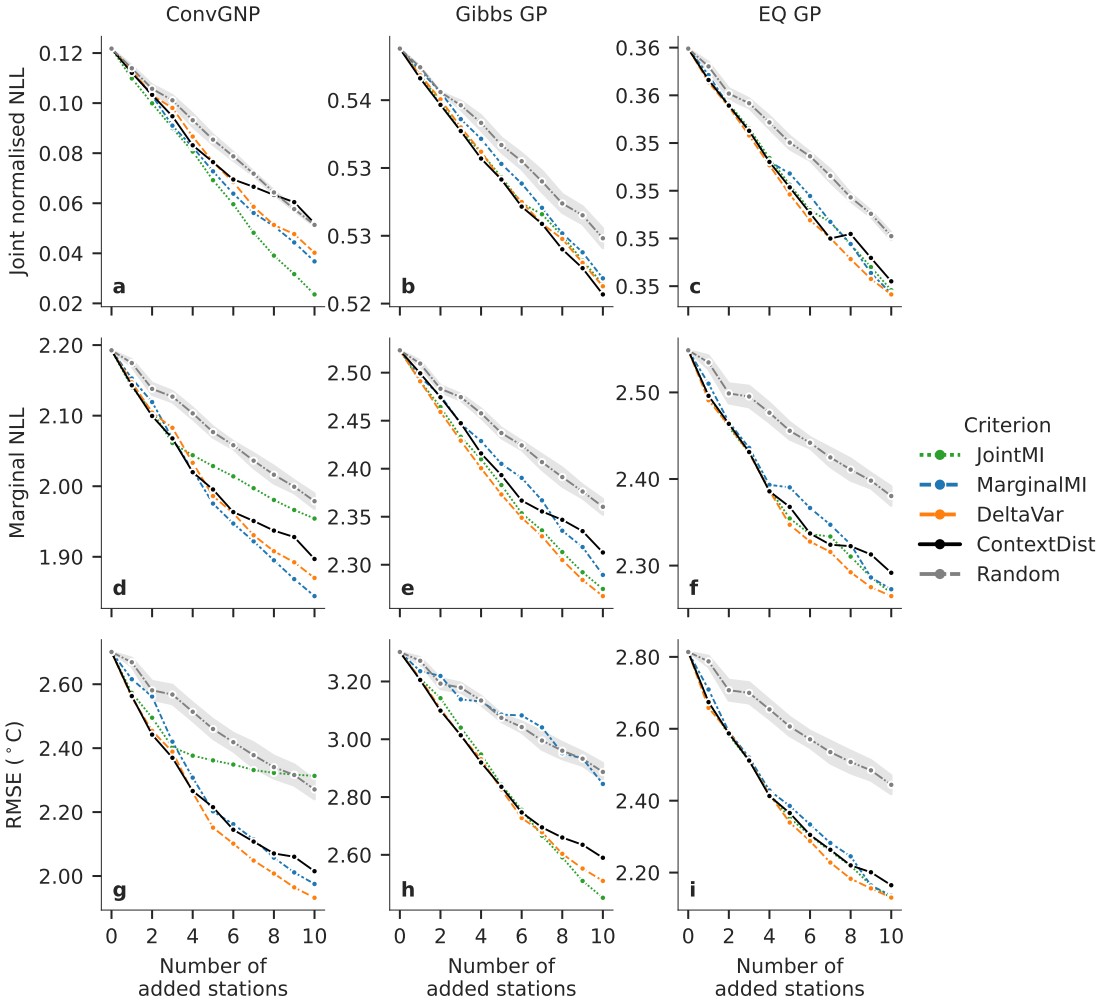 ConvGNP
Gibbs GP
EQ GP
Joint normalised NLL
0.12
0.10
0.08
0.06
0.04
0.02
a
0.54
0.53
0.53
0.52
b
0.36
0.36
0.35
0.35
0.35
0.35
c
Marginal NLL
2.20
2.10
2.00
1.90
d
2.50
2.40
2.35
2.30
e
2.50
2.40
2.30
f
Criterion
JointMI
MarginalMI
DeltaVar
ContextDist
Random
RMSE (°C)
2.60
2.40
2.20
2.00
g
3.20
3.00
2.80
2.60
h
2.80
2.60
2.40
2.20
i
0 2 4 6 8 10
0 2 4 6 8 10
0 2 4 6 8 10
Number of
added stations
Number of
added stations
Number of
added stations